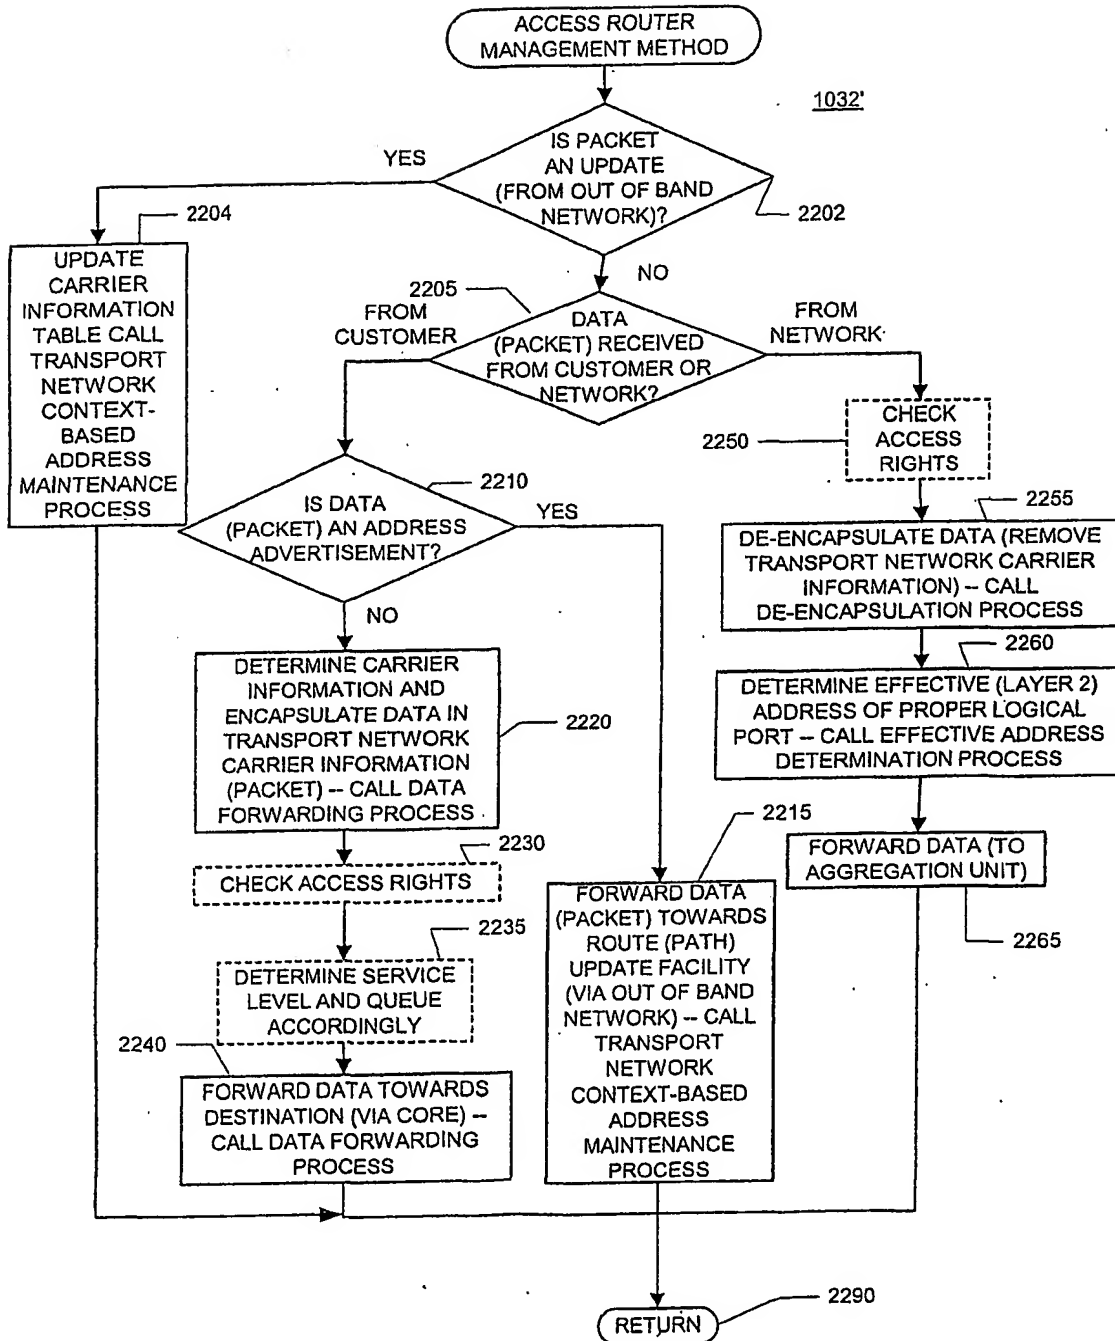 ACCESS ROUTER
MANAGEMENT METHOD
1032'
IS PACKET
AN UPDATE
(FROM OUT OF BAND
NETWORK)?
YES
2202
NO
2204
UPDATE
CARRIER
INFORMATION
TABLE CALL
TRANSPORT
NETWORK
CONTEXT-
BASED
ADDRESS
MAINTENANCE
PROCESS
2205
FROM
CUSTOMER
DATA
(PACKET) RECEIVED
FROM CUSTOMER OR
NETWORK?
FROM
NETWORK
2250
CHECK
ACCESS
RIGHTS
2210
IS DATA
(PACKET) AN ADDRESS
ADVERTISEMENT?
YES
NO
2255
DE-ENCAPSULATE DATA (REMOVE
TRANSPORT NETWORK CARRIER
INFORMATION) -- CALL
DE-ENCAPSULATION PROCESS
2260
DETERMINE EFFECTIVE (LAYER 2)
ADDRESS OF PROPER LOGICAL
PORT -- CALL EFFECTIVE ADDRESS
DETERMINATION PROCESS
DETERMINE CARRIER
INFORMATION AND
ENCAPSULATE DATA IN
TRANSPORT NETWORK
CARRIER INFORMATION
(PACKET) -- CALL DATA
FORWARDING PROCESS
2220
2230
CHECK ACCESS RIGHTS
2235
DETERMINE SERVICE
LEVEL AND QUEUE
ACCORDINGLY
2240
FORWARD DATA TOWARDS
DESTINATION (VIA CORE) --
CALL DATA FORWARDING
PROCESS
2215
FORWARD DATA
(PACKET) TOWARDS
ROUTE (PATH)
UPDATE FACILITY
(VIA OUT OF BAND
NETWORK) -- CALL
TRANSPORT
NETWORK
CONTEXT-BASED
ADDRESS
MAINTENANCE
PROCESS
FORWARD DATA (TO
AGGREGATION UNIT)
2265
2290
RETURN